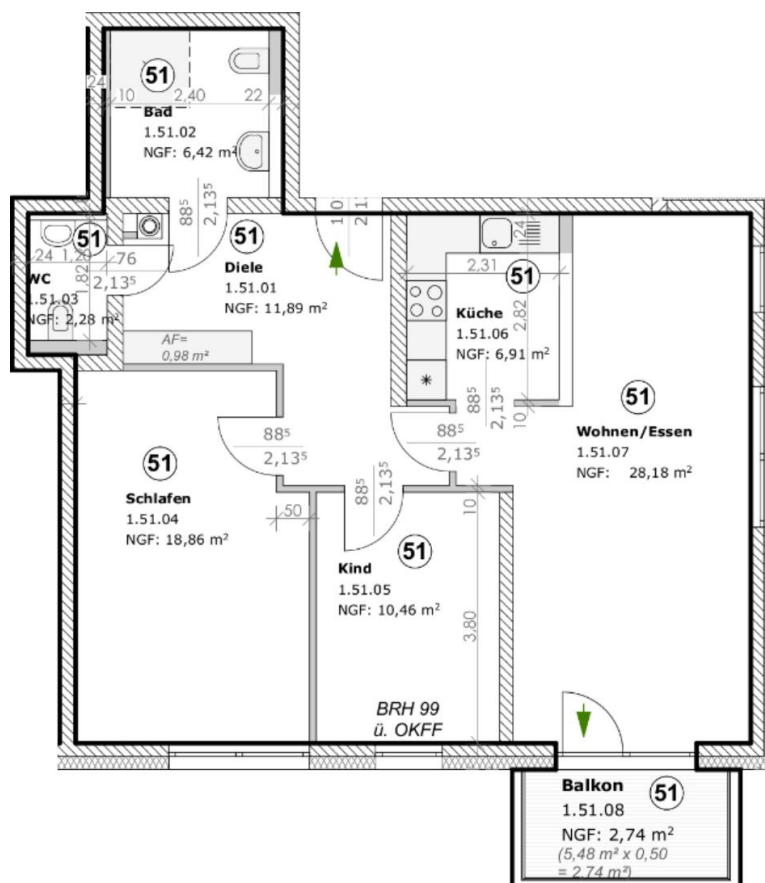 51
24
10
2,40
22
Bad
1.51.02
NGF: 6,42 m²
88⁵
2,13⁵
51
24
1,20
76
2,13⁵
,82
WC
1.51.03
NGF: 2,28 m²
51
Diele
1.51.01
NGF: 11,89 m²
AF=
0,98 m²
24
2,31
51
2,82
Küche
1.51.06
NGF: 6,91 m²
88⁵
2,13⁵
10
51
Wohnen/Essen
1.51.07
NGF: 28,18 m²
88⁵
2,13⁵
88⁵
2,13⁵
88⁵
2,13⁵
51
Schlafen
1.51.04
NGF: 18,86 m²
50
10
51
Kind
1.51.05
NGF: 10,46 m²
3,80
BRH 99
ü. OKFF
Balkon
51
1.51.08
NGF: 2,74 m²
(5,48 m² x 0,50
= 2,74 m²)